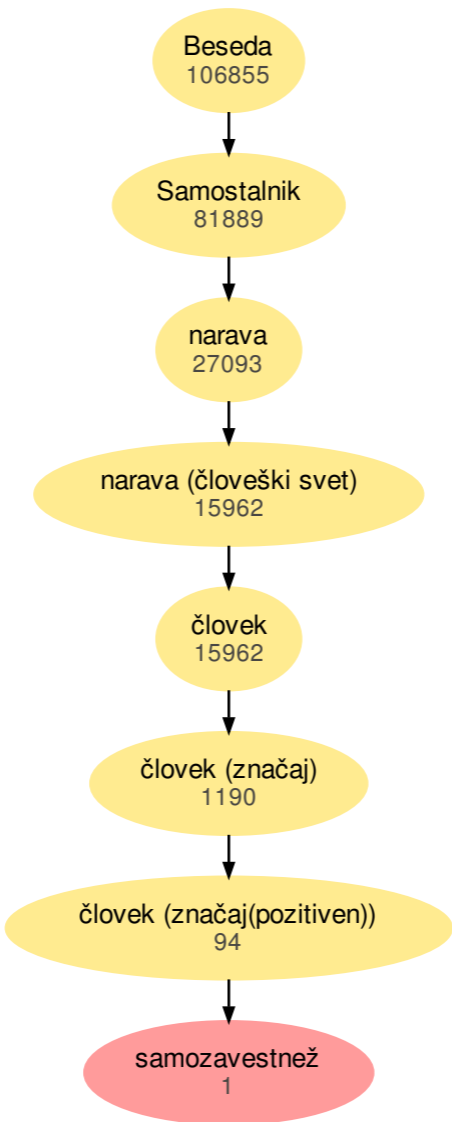 Beseda
106855
Samostalnik
81889
narava
27093
narava (človeški svet)
15962
človek
15962
človek (značaj)
1190
človek (značaj(pozitiven))
94
samozavestnež
1